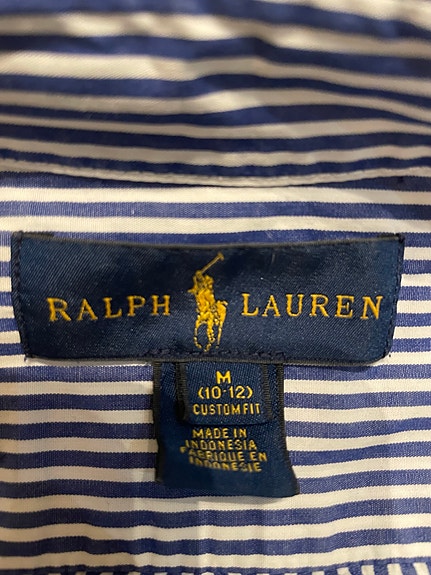 RALPH LAUREN
M
(10-12)
CUSTOM FIT
MADE IN
INDONESIA
FABRIQUE EN
INDONESIE